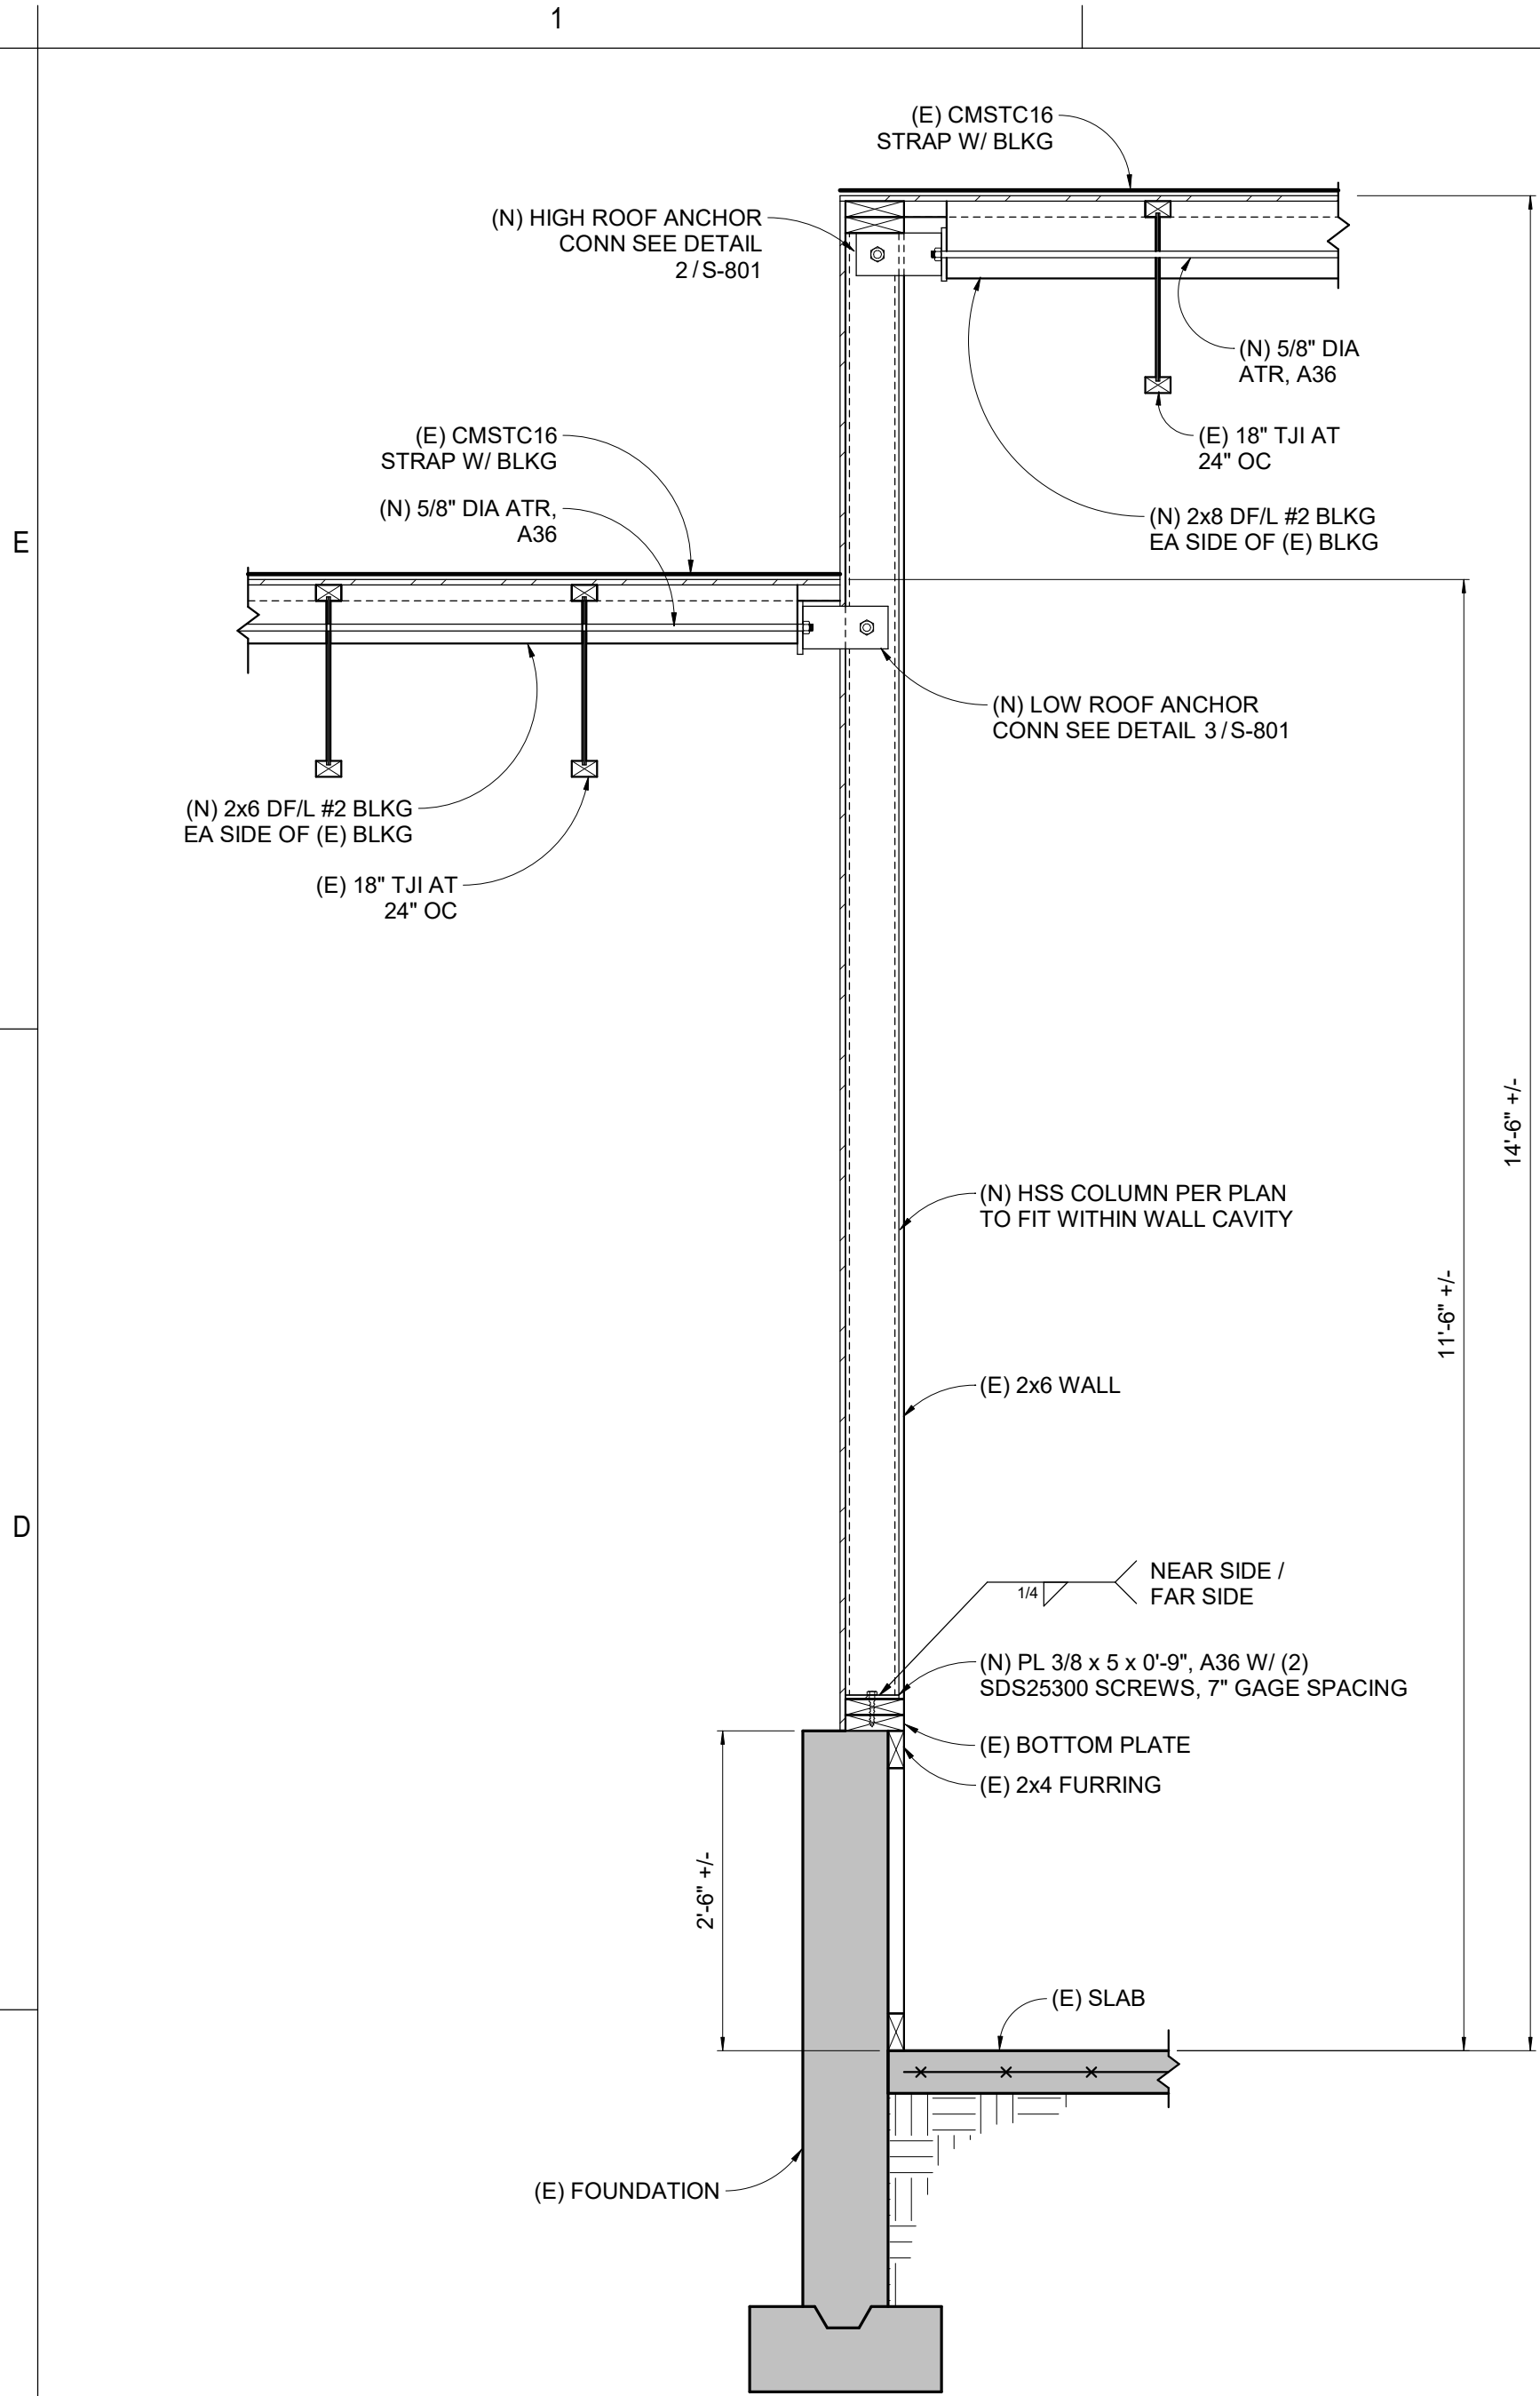 1
(E) CMSTC16
STRAP W/ BLKG
(N) HIGH ROOF ANCHOR
CONN SEE DETAIL
2 / S-801
(N) 5/8" DIA
ATR, A36
(E) CMSTC16
STRAP W/ BLKG
(E) 18" TJI AT
24" OC
(N) 5/8" DIA ATR,
A36
(N) 2x8 DF/L #2 BLKG
EA SIDE OF (E) BLKG
E
(N) LOW ROOF ANCHOR
CONN SEE DETAIL 3 / S-801
(N) 2x6 DF/L #2 BLKG
EA SIDE OF (E) BLKG
(E) 18" TJI AT
24" OC
14'-6" +/-
(N) HSS COLUMN PER PLAN
TO FIT WITHIN WALL CAVITY
11'-6" +/-
(E) 2x6 WALL
D
NEAR SIDE /
FAR SIDE
1/4
(N) PL 3/8 x 5 x 0'-9", A36 W/ (2)
SDS25300 SCREWS, 7" GAGE SPACING
(E) BOTTOM PLATE
(E) 2x4 FURRING
2'-6" +/-
(E) SLAB
(E) FOUNDATION